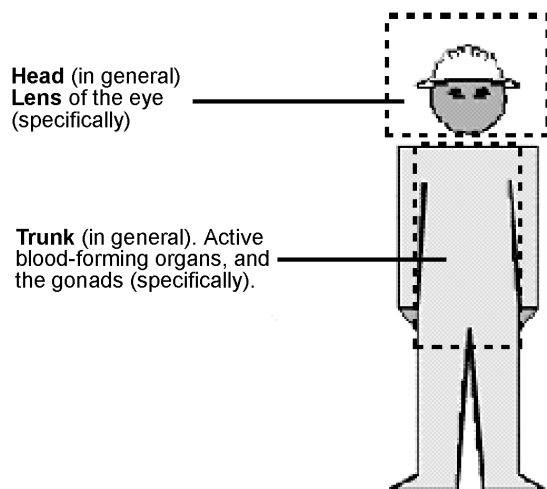 Head (in general)
Lens of the eye
(specifically)
Trunk (in general). Active
blood-forming organs, and
the gonads (specifically).